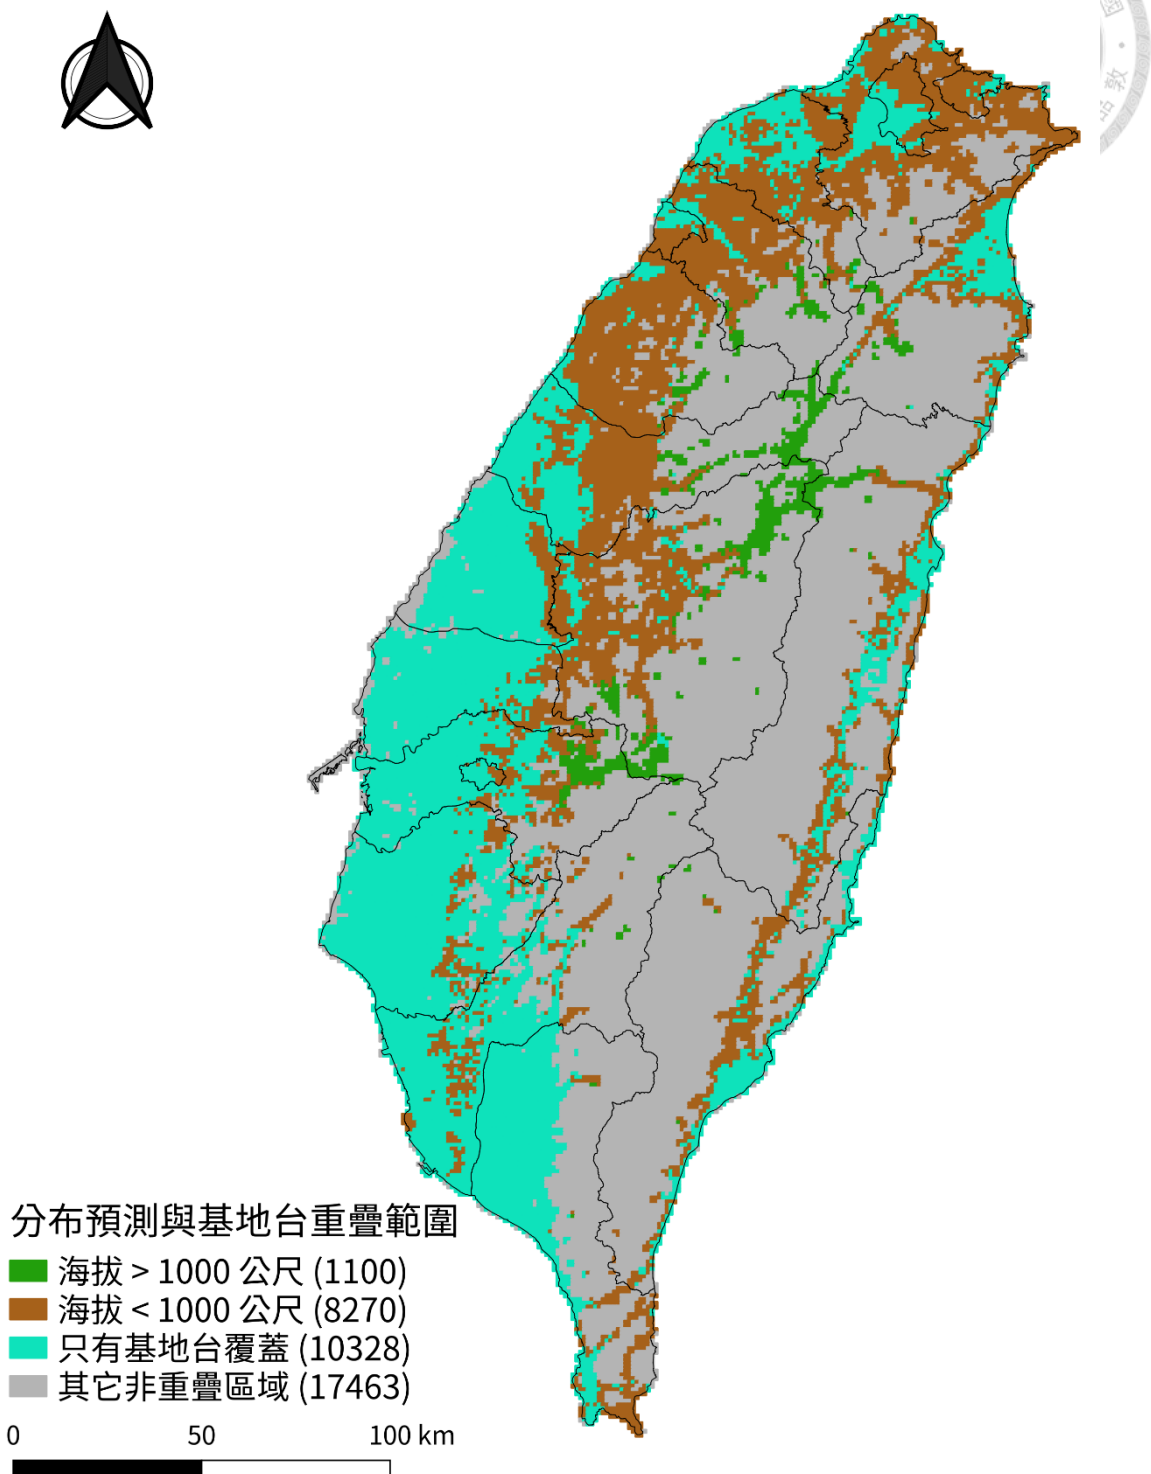 分布預測與基地台重疊範圍
海拔 > 1000 公尺 (1100)
海拔 < 1000 公尺 (8270)
只有基地台覆蓋 (10328)
其它非重疊區域 (17463)
0 50 100 km